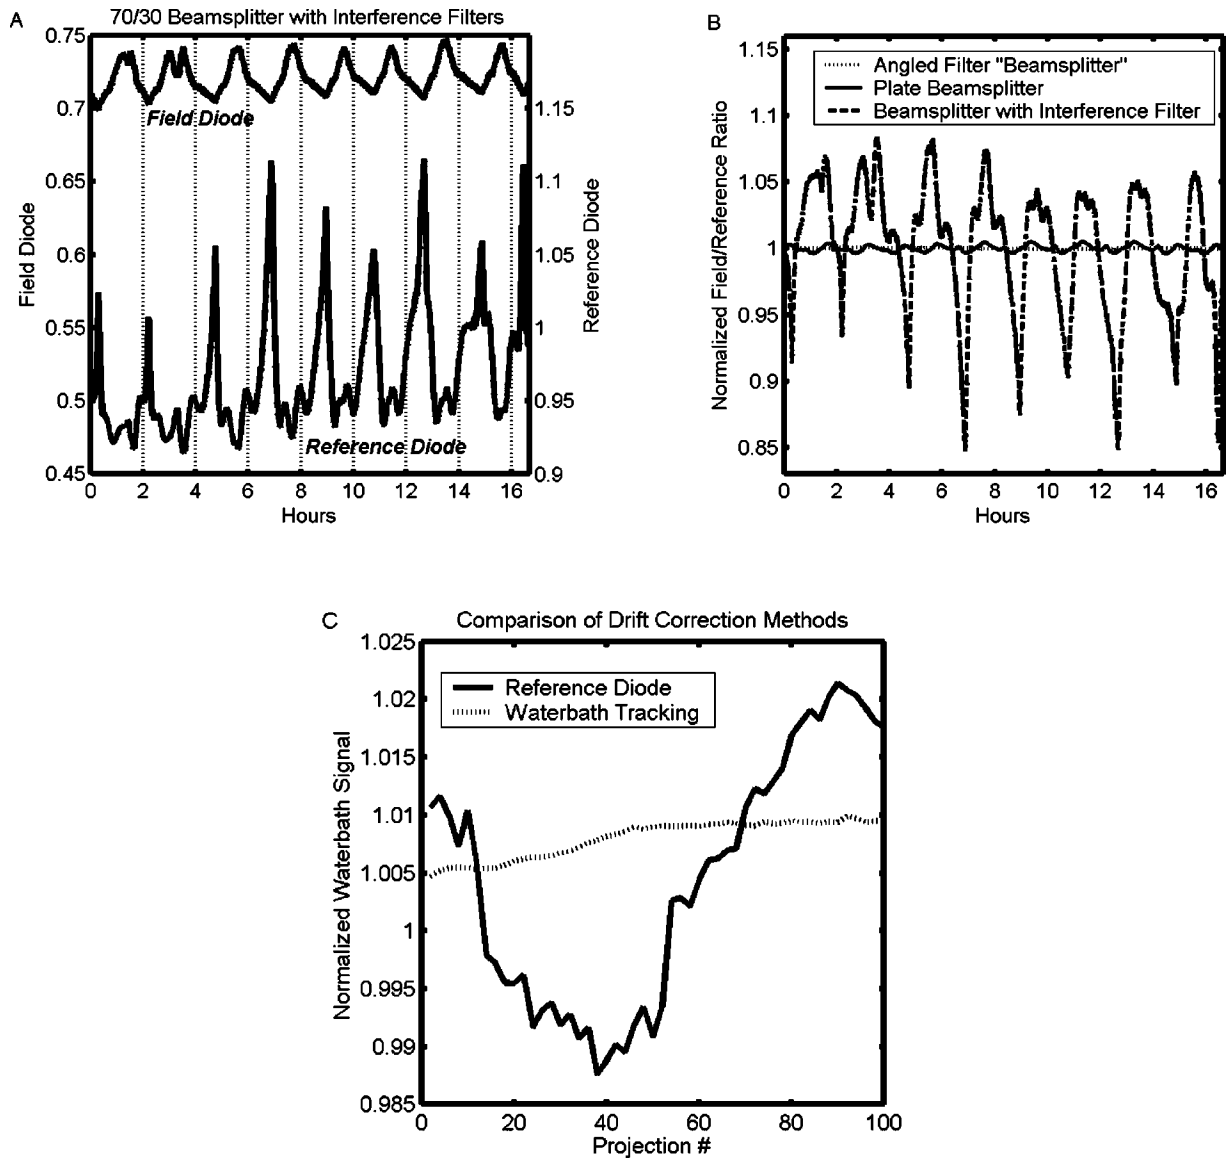 A
70/30 Beamsplitter with Interference Filters
0.75
0.7
0.65
0.6
0.55
0.5
0.45
Field Diode
Field Diode
Reference Diode
1.15
1.1
1.05
1
0.95
0.9
Reference Diode
0 2 4 6 8 10 12 14 16
Hours
B
1.15
1.1
1.05
1
0.95
0.9
0.85
Normalized Field/Reference Ratio
Angled Filter "Beamsplitter"
Plate Beamsplitter
Beamsplitter with Interference Filter
0 2 4 6 8 10 12 14 16
Hours
C
Comparison of Drift Correction Methods
1.025
1.02
1.015
1.01
1.005
1
0.995
0.99
0.985
Normalized Waterbath Signal
Reference Diode
Waterbath Tracking
0 20 40 60 80 100
Projection #